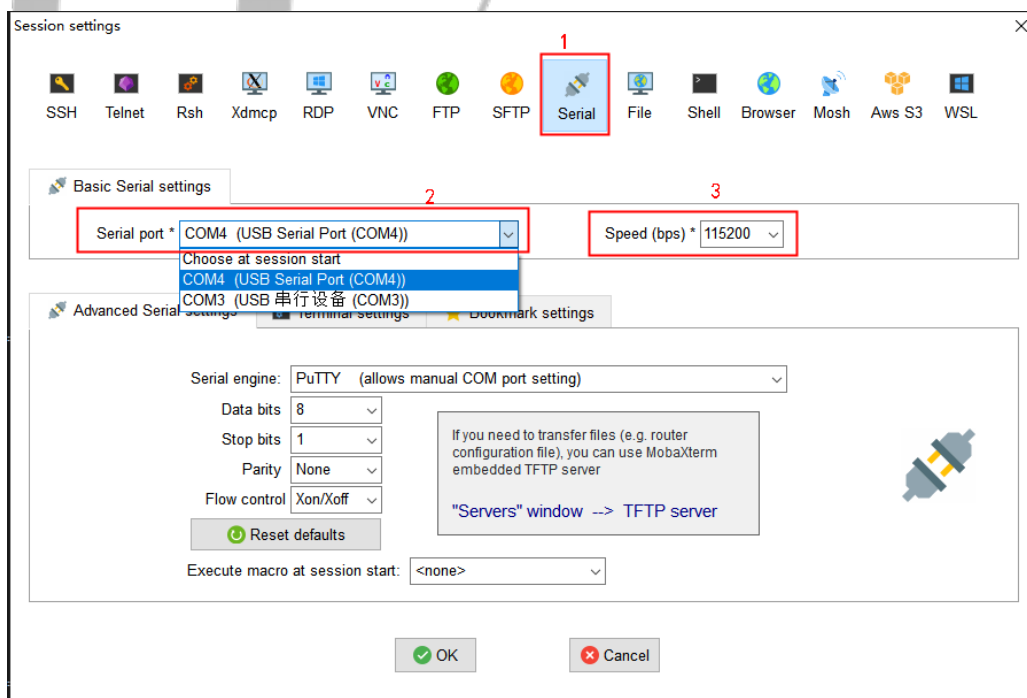 Session settings
1
SSH Telnet Rsh Xdmcp RDP VNC FTP SFTP Serial File Shell Browser Mosh Aws S3 WSL
Basic Serial settings
2
3
Serial port * COM4 (USB Serial Port (COM4)) Speed (bps) * 115200
Choose at session start
COM4 (USB Serial Port (COM4))
COM3 (USB 串行设备 (COM3))
Advanced Serial settings Terminal settings Bookmark settings
Serial engine: PuTTY (allows manual COM port setting)
Data bits 8
Stop bits 1
Parity None
Flow control Xon/Xoff
Reset defaults
If you need to transfer files (e.g. router
configuration file), you can use MobaXterm
embedded TFTP server
"Servers" window --> TFTP server
Execute macro at session start: <none>
OK Cancel